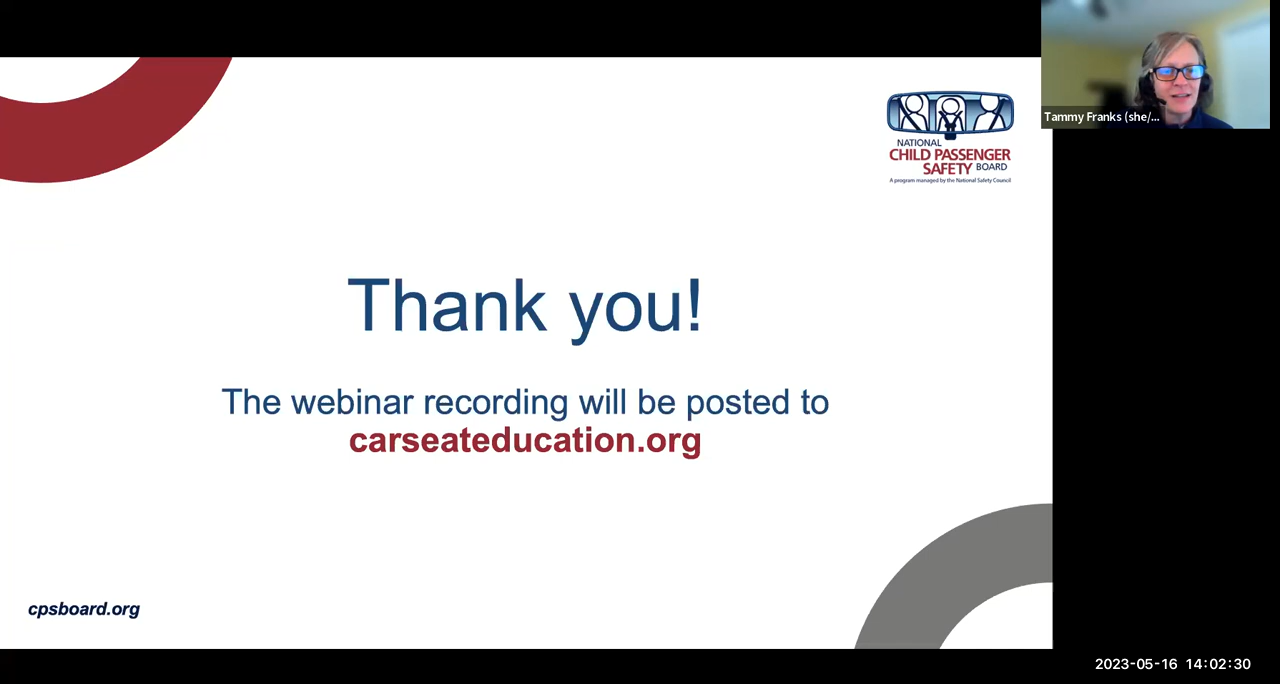 Tammy Franks (she/...
NATIONAL
CHILD PASSENGER
SAFETY BOARD
A program managed by the National Safety Council
Thank you!
The webinar recording will be posted to
carseateducation.org
cpsboard.org
2023-05-16 14:02:30